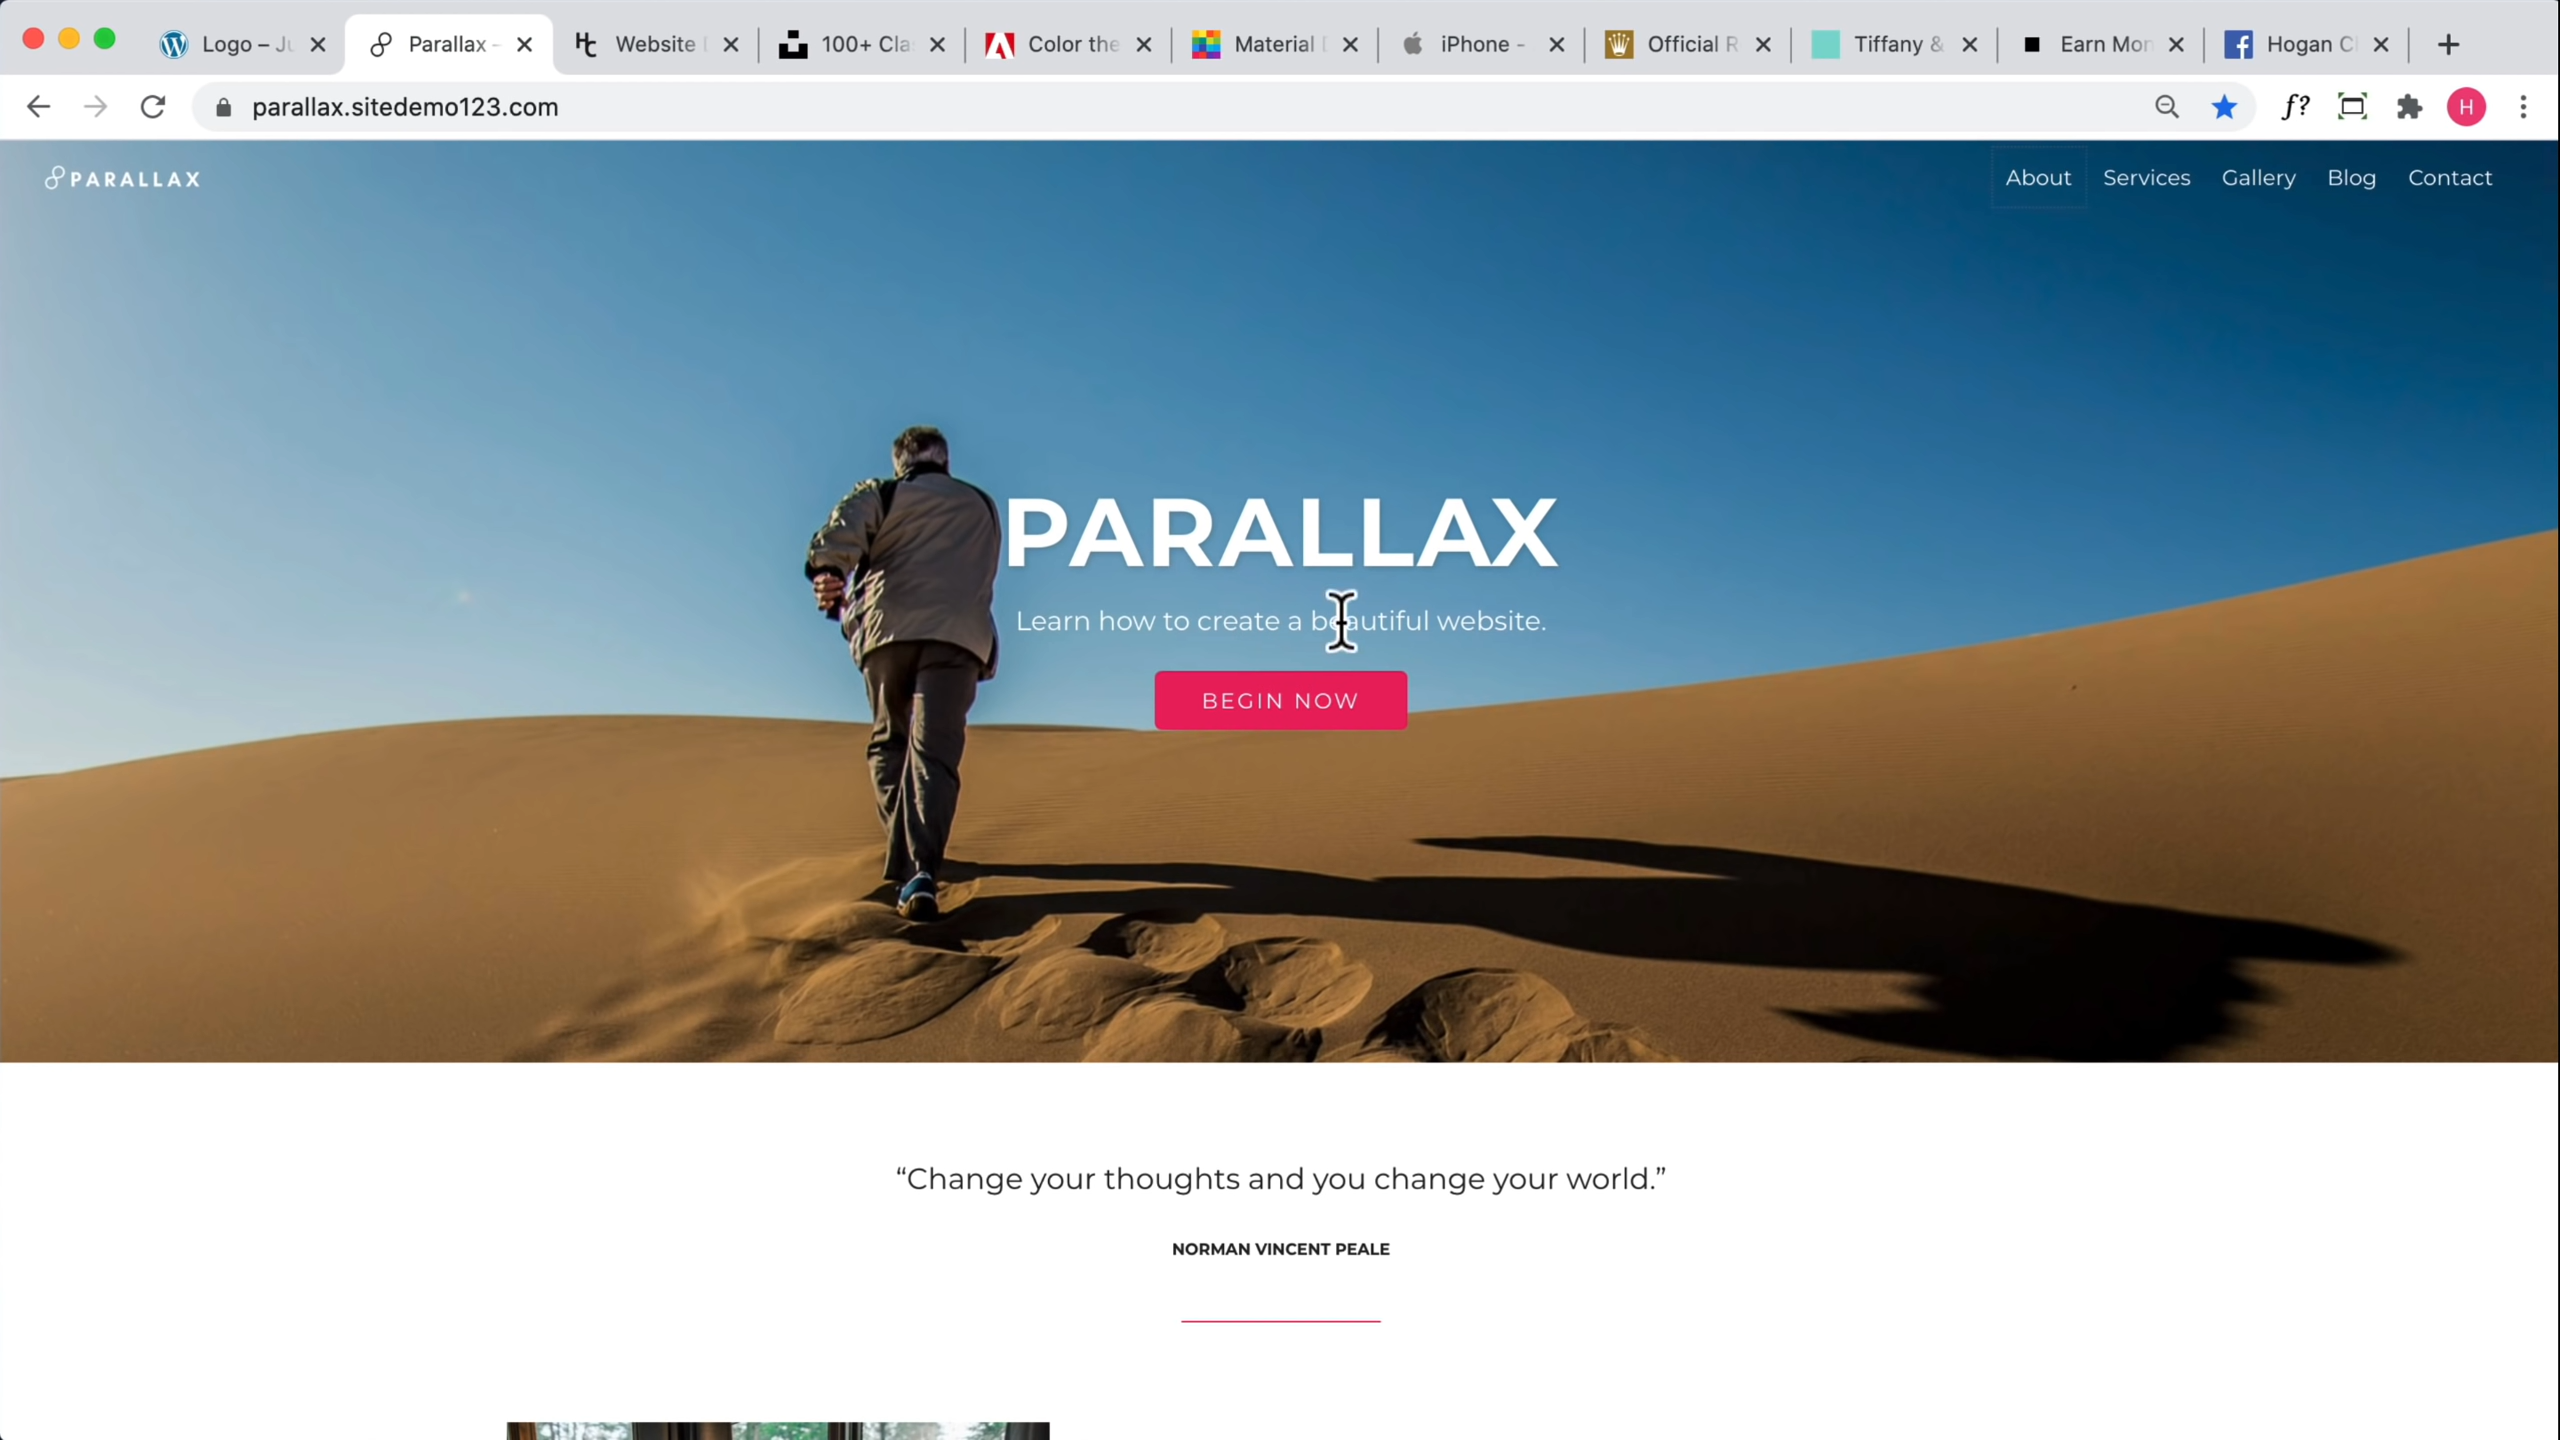 Logo – Ju
Parallax -
Website
100+ Cla
Color the
Material
iPhone -
Official R
Tiffany &
Earn Mon
Hogan C
parallax.sitedemo123.com
f?
H
PARALLAX
About
Services
Gallery
Blog
Contact
PARALLAX
Learn how to create a beautiful website.
BEGIN NOW
“Change your thoughts and you change your world.”
NORMAN VINCENT PEALE